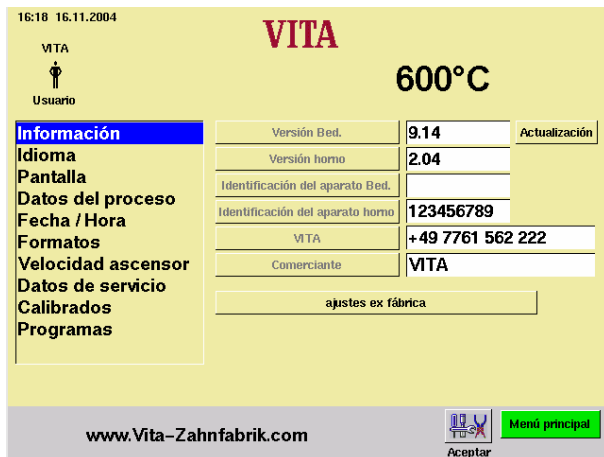 16:18 16.11.2004
VITA
VITA
600°C
Usuario
Información
Idioma
Pantalla
Datos del proceso
Fecha / Hora
Formatos
Velocidad ascensor
Datos de servicio
Calibrados
Programas
Versión Bed. 9.14 Actualización
Versión horno 2.04
Identificación del aparato Bed.
Identificación del aparato horno 123456789
VITA +49 7761 562 222
Comerciante VITA
ajustes ex fábrica
www.Vita-Zahnfabrik.com
Aceptar
Menú principal